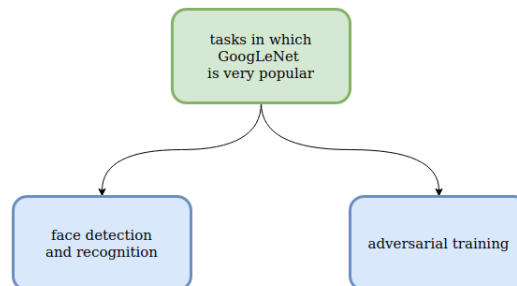 tasks in which
GoogLeNet
is very popular
face detection
and recognition
adversarial training